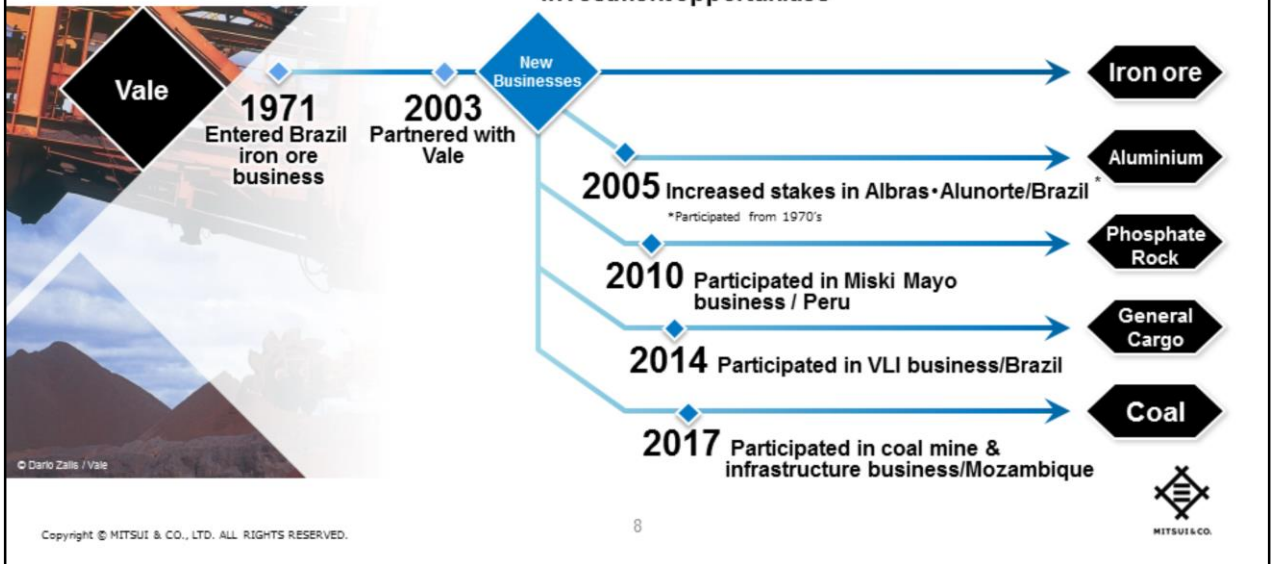 Vale
1971
Entered Brazil
iron ore
business
2003
Partnered with
Vale
New
Businesses
Iron ore
2005 Increased stakes in Albras・Alunorte/Brazil *
*Participated from 1970's
Aluminium
2010 Participated in Miski Mayo
business / Peru
Phosphate
Rock
2014 Participated in VLI business/Brazil
General
Cargo
2017 Participated in coal mine &
infrastructure business/Mozambique
Coal
© Dario Zalis / Vale
Copyright © MITSUI & CO., LTD. ALL RIGHTS RESERVED.
8
MITSUI & CO.